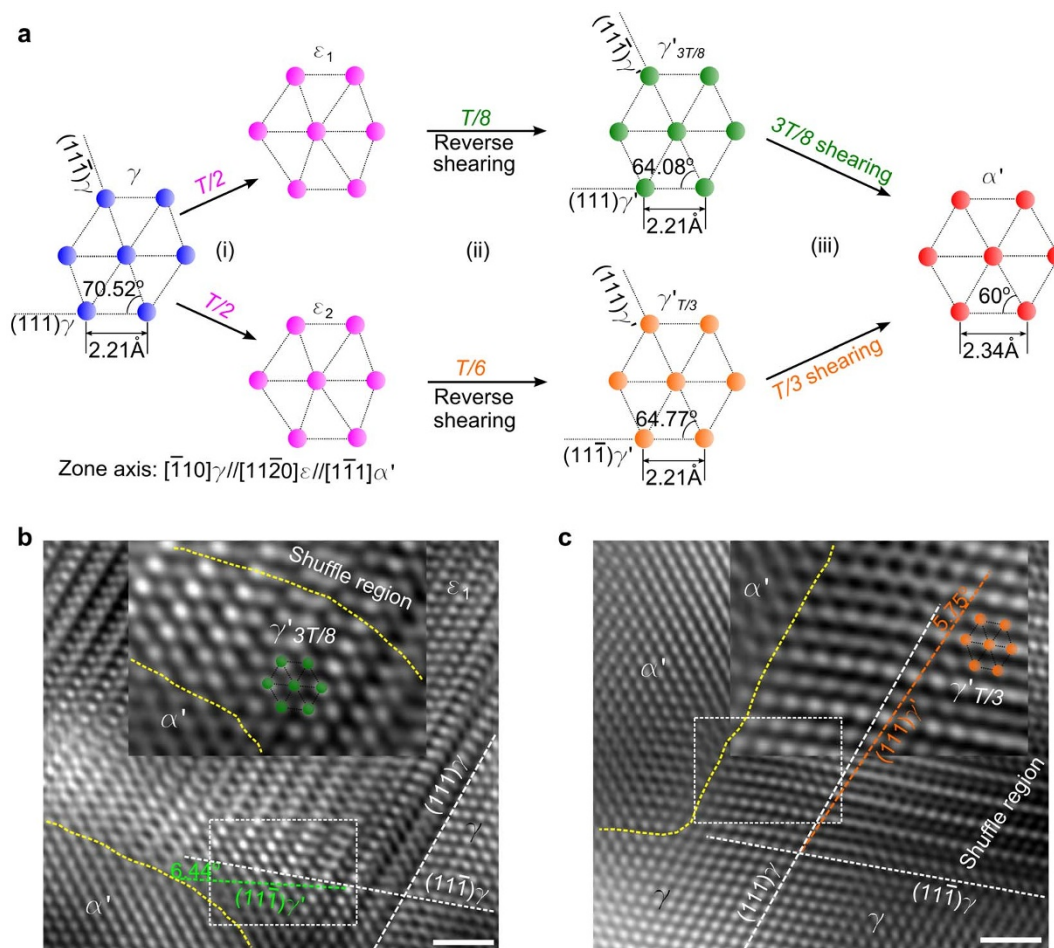 a
ε₁
γ'3T/8
(11̄1̄)γ'
T/8
Reverse
shearing
3T/8 shearing
64.08°
(111)γ'
2.21Å
γ
(111̄)γ
T/2
(i)
(ii)
(iii)
α'
70.52°
(111)γ
2.21Å
60°
2.34Å
T/2
ε₂
γ'T/3
(111)γ'
T/6
Reverse
shearing
T/3 shearing
64.77°
(111̄)γ'
2.21Å
Zone axis: [1̄10]γ//[112̄0]ε//[11̄1]α'
b
Shuffle region
ε₁
γ'3T/8
α'
(111)γ
γ
6.44°
(111̄)γ'
(111̄)γ
α'
c
α'
5.75°
α'
γ'T/3
(111)γ'
Shuffle region
(111)γ
(111̄)γ
γ
γ